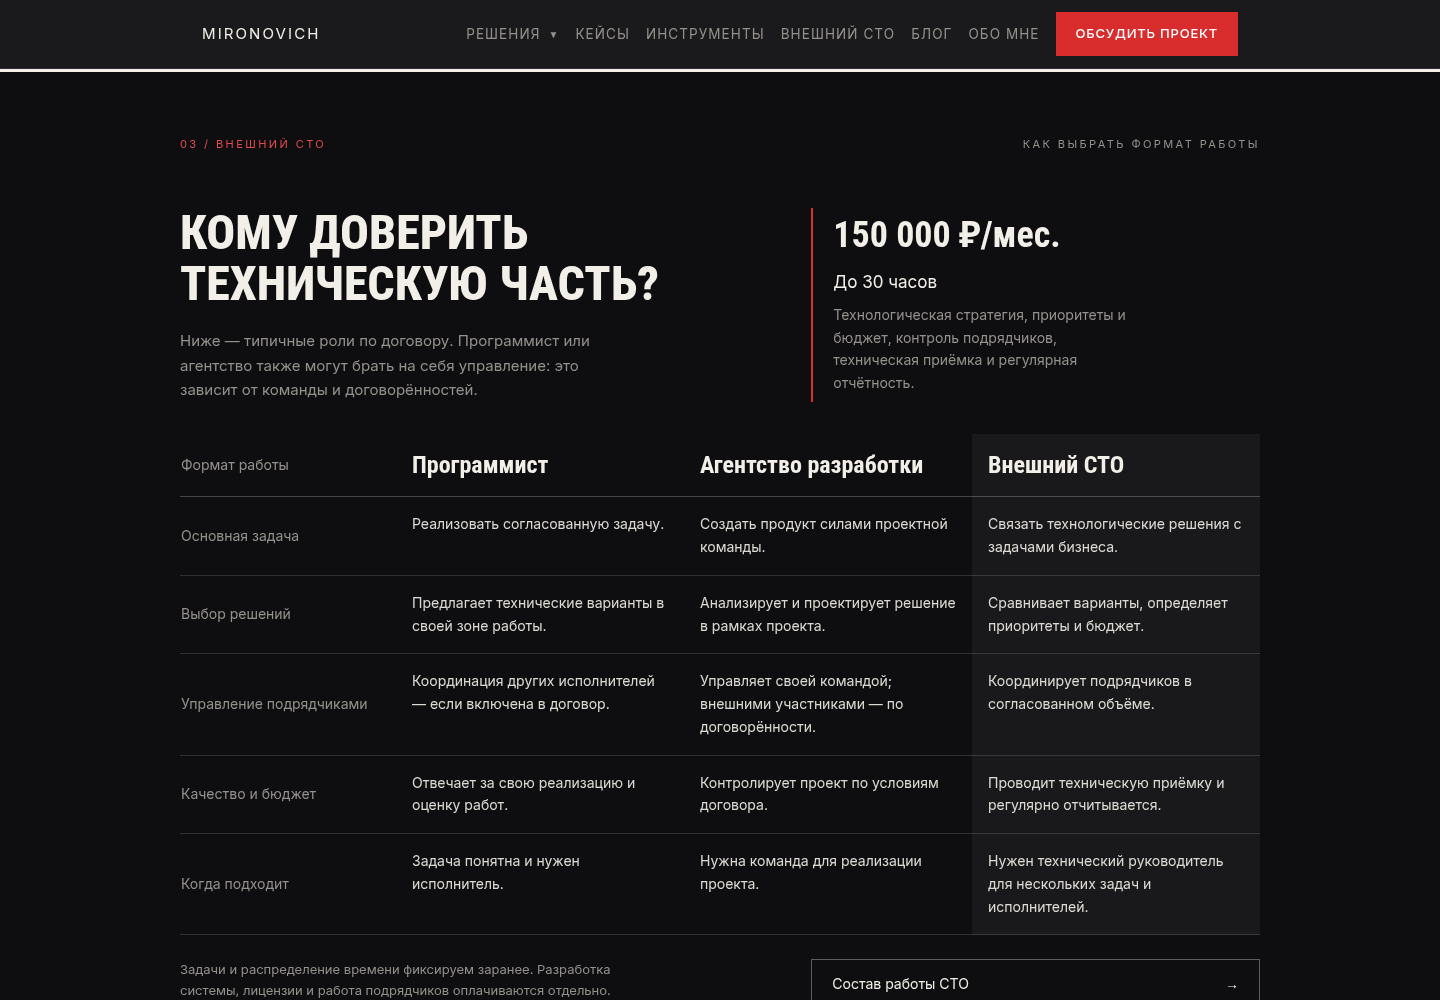 MIRONOVICH
РЕШЕНИЯ ▾ КЕЙСЫ ИНСТРУМЕНТЫ ВНЕШНИЙ СТО БЛОГ ОБО МНЕ ОБСУДИТЬ ПРОЕКТ
03 / ВНЕШНИЙ СТО
КАК ВЫБРАТЬ ФОРМАТ РАБОТЫ
КОМУ ДОВЕРИТЬ
ТЕХНИЧЕСКУЮ ЧАСТЬ?
Ниже — типичные роли по договору. Программист или
агентство также могут брать на себя управление: это
зависит от команды и договорённостей.
150 000 ₽/мес.
До 30 часов
Технологическая стратегия, приоритеты и
бюджет, контроль подрядчиков,
техническая приёмка и регулярная
отчётность.
Формат работы
Программист
Агентство разработки
Внешний СТО
Основная задача
Реализовать согласованную задачу.
Создать продукт силами проектной
команды.
Связать технологические решения с
задачами бизнеса.
Выбор решений
Предлагает технические варианты в
своей зоне работы.
Анализирует и проектирует решение
в рамках проекта.
Сравнивает варианты, определяет
приоритеты и бюджет.
Управление подрядчиками
Координация других исполнителей
— если включена в договор.
Управляет своей командой;
внешними участниками — по
договорённости.
Координирует подрядчиков в
согласованном объёме.
Качество и бюджет
Отвечает за свою реализацию и
оценку работ.
Контролирует проект по условиям
договора.
Проводит техническую приёмку и
регулярно отчитывается.
Когда подходит
Задача понятна и нужен
исполнитель.
Нужна команда для реализации
проекта.
Нужен технический руководитель
для нескольких задач и
исполнителей.
Задачи и распределение времени фиксируем заранее. Разработка
системы, лицензии и работа подрядчиков оплачиваются отдельно.
Состав работы СТО →